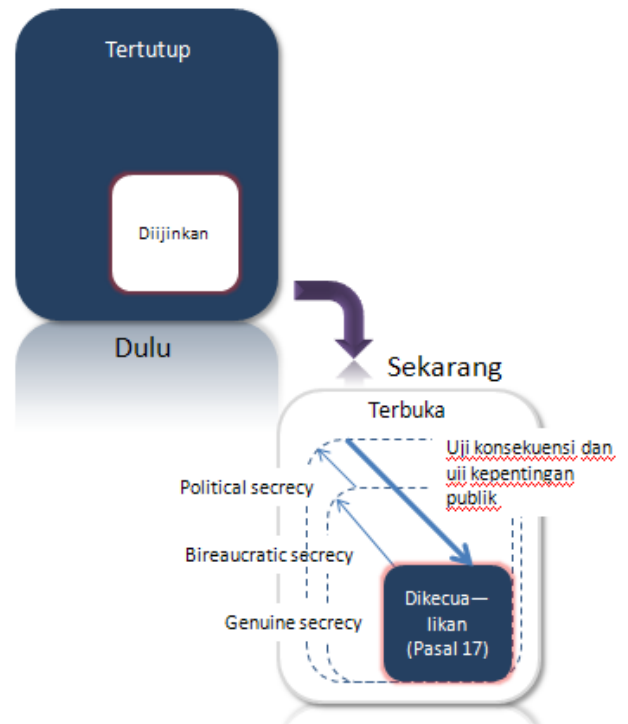 Tertutup
Diijinkan
Dulu
Sekarang
Terbuka
Uji konsekuensi dan
uii kepentingan
publik
Political secrecy
Bireaucratic secrecy
Genuine secrecy
Dikecua—
likan
(Pasal 17)